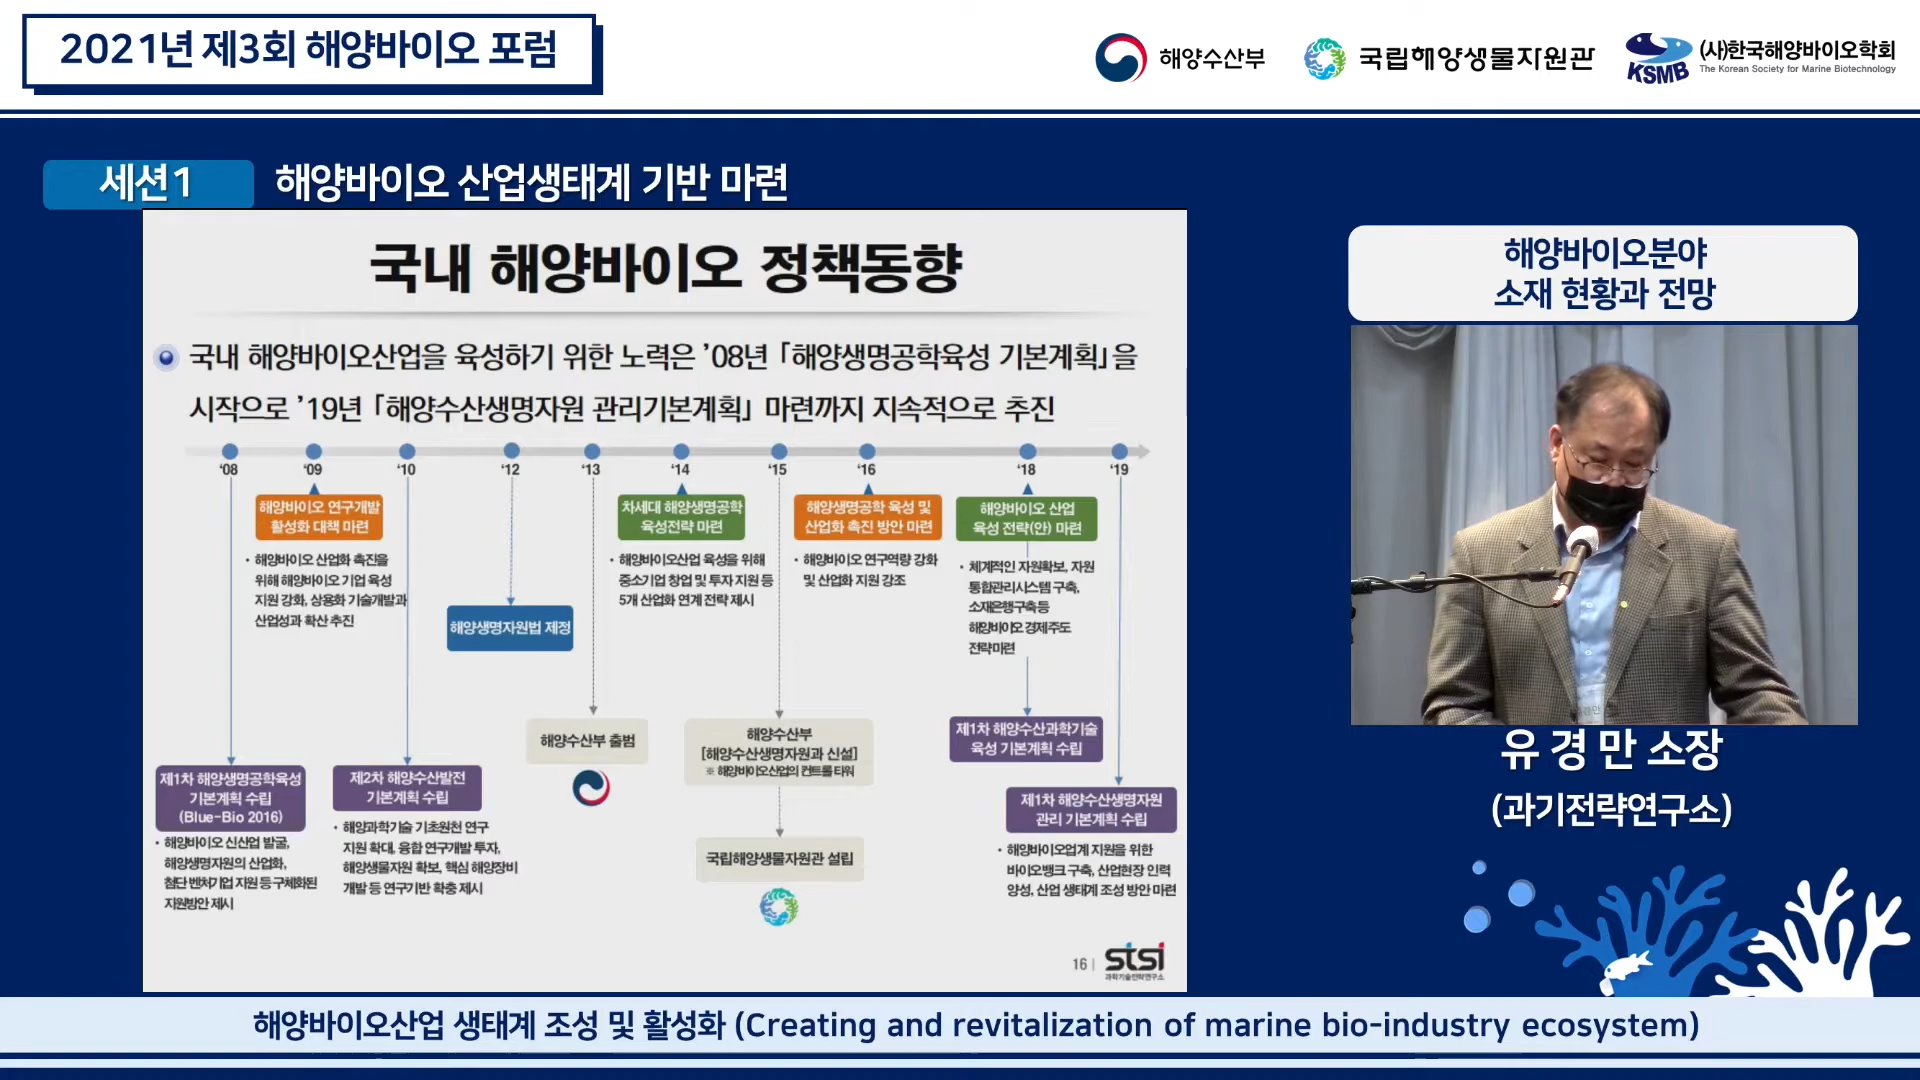 2021년 제3회 해양바이오 포럼
해양수산부
국립해양생물자원관
KSMB
(사)한국해양바이오학회
The Korean Society for Marine Biotechnology
세션1
해양바이오 산업생태계 기반 마련
국내 해양바이오 정책동향
국내 해양바이오산업을 육성하기 위한 노력은 ’08년 「해양생명공학육성 기본계획」을
시작으로 ’19년 「해양수산생명자원 관리기본계획」 마련까지 지속적으로 추진
‘08
‘09
‘10
‘12
‘13
‘14
‘15
‘16
‘18
‘19
해양바이오 연구개발
활성화 대책 마련
• 해양바이오 산업화 촉진을
위해 해양바이오 기업 육성
지원 강화, 상용화 기술개발과
산업성과 확산 추진
해양생명자원법 제정
차세대 해양생명공학
육성전략 마련
• 해양바이오산업 육성을 위해
중소기업 창업 및 투자 지원 등
5개 산업화 연계 전략 제시
해양생명공학 육성 및
산업화 촉진 방안 마련
• 해양바이오 연구역량 강화
및 산업화 지원 강조
해양바이오 산업
육성 전략(안) 마련
• 체계적인 자원확보, 자원
통합관리시스템 구축,
소재은행구축등
해양바이오 경제주도
전략마련
제1차 해양생명공학육성
기본계획 수립
(Blue-Bio 2016)
• 해양바이오 신산업 발굴,
해양생명자원의 산업화,
첨단 벤처기업 지원 등 구체화된
지원방안 제시
제2차 해양수산발전
기본계획 수립
• 해양과학기술 기초원천 연구
지원 확대, 융합 연구개발 투자,
해양생물자원 확보, 핵심 해양장비
개발 등 연구기반 확충 제시
해양수산부 출범
해양수산부
[해양수산생명자원과 신설]
※ 해양바이오산업의 컨트롤 타워
국립해양생물자원관 설립
제1차 해양수산과학기술
육성 기본계획 수립
제1차 해양수산생명자원
관리 기본계획 수립
• 해양바이오업계 지원을 위한
바이오뱅크 구축, 산업현장 인력
양성, 산업 생태계 조성 방안 마련
16 |
stsi
과학기술전략연구소
해양바이오분야
소재 현황과 전망
유 경 만 소장
(과기전략연구소)
해양바이오산업 생태계 조성 및 활성화 (Creating and revitalization of marine bio-industry ecosystem)